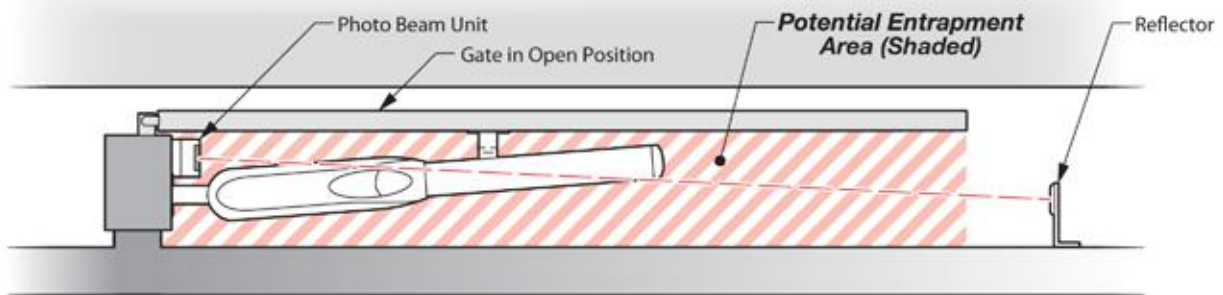 Photo Beam Unit
Gate in Open Position
Potential Entrapment
Area (Shaded)
Reflector